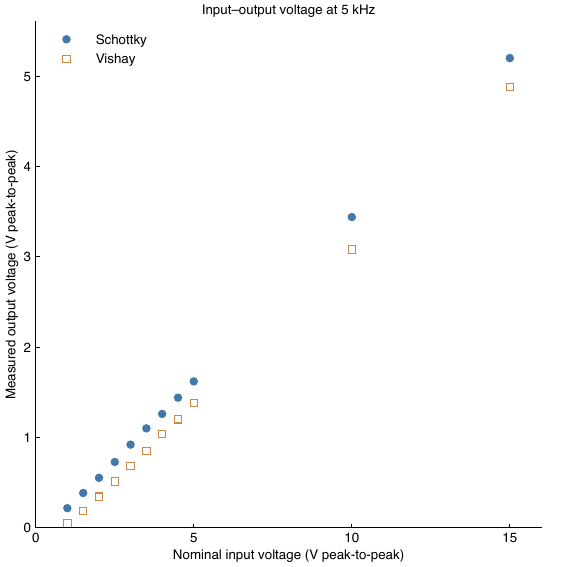 Input–output voltage at 5 kHz
Schottky
Vishay
Measured output voltage (V peak-to-peak)
5
4
3
2
1
0
0 5 10 15
Nominal input voltage (V peak-to-peak)